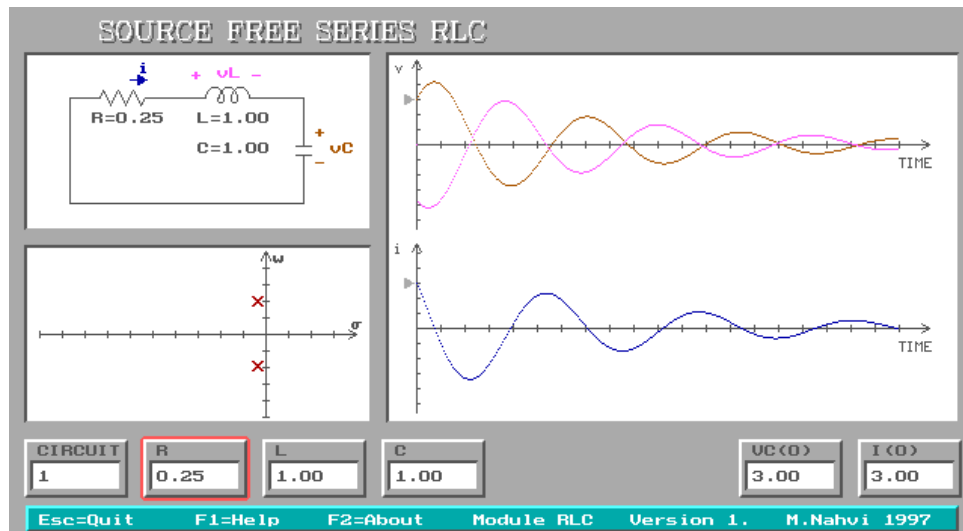 SOURCE FREE SERIES RLC
i
+ vL -
R=0.25 L=1.00
C=1.00
+
vC
-
v
TIME
w
σ
i
TIME
CIRCUIT
1
R
0.25
L
1.00
C
1.00
VC(0)
3.00
I(0)
3.00
Esc=Quit F1=Help F2=About Module RLC Version 1. M.Nahvi 1997